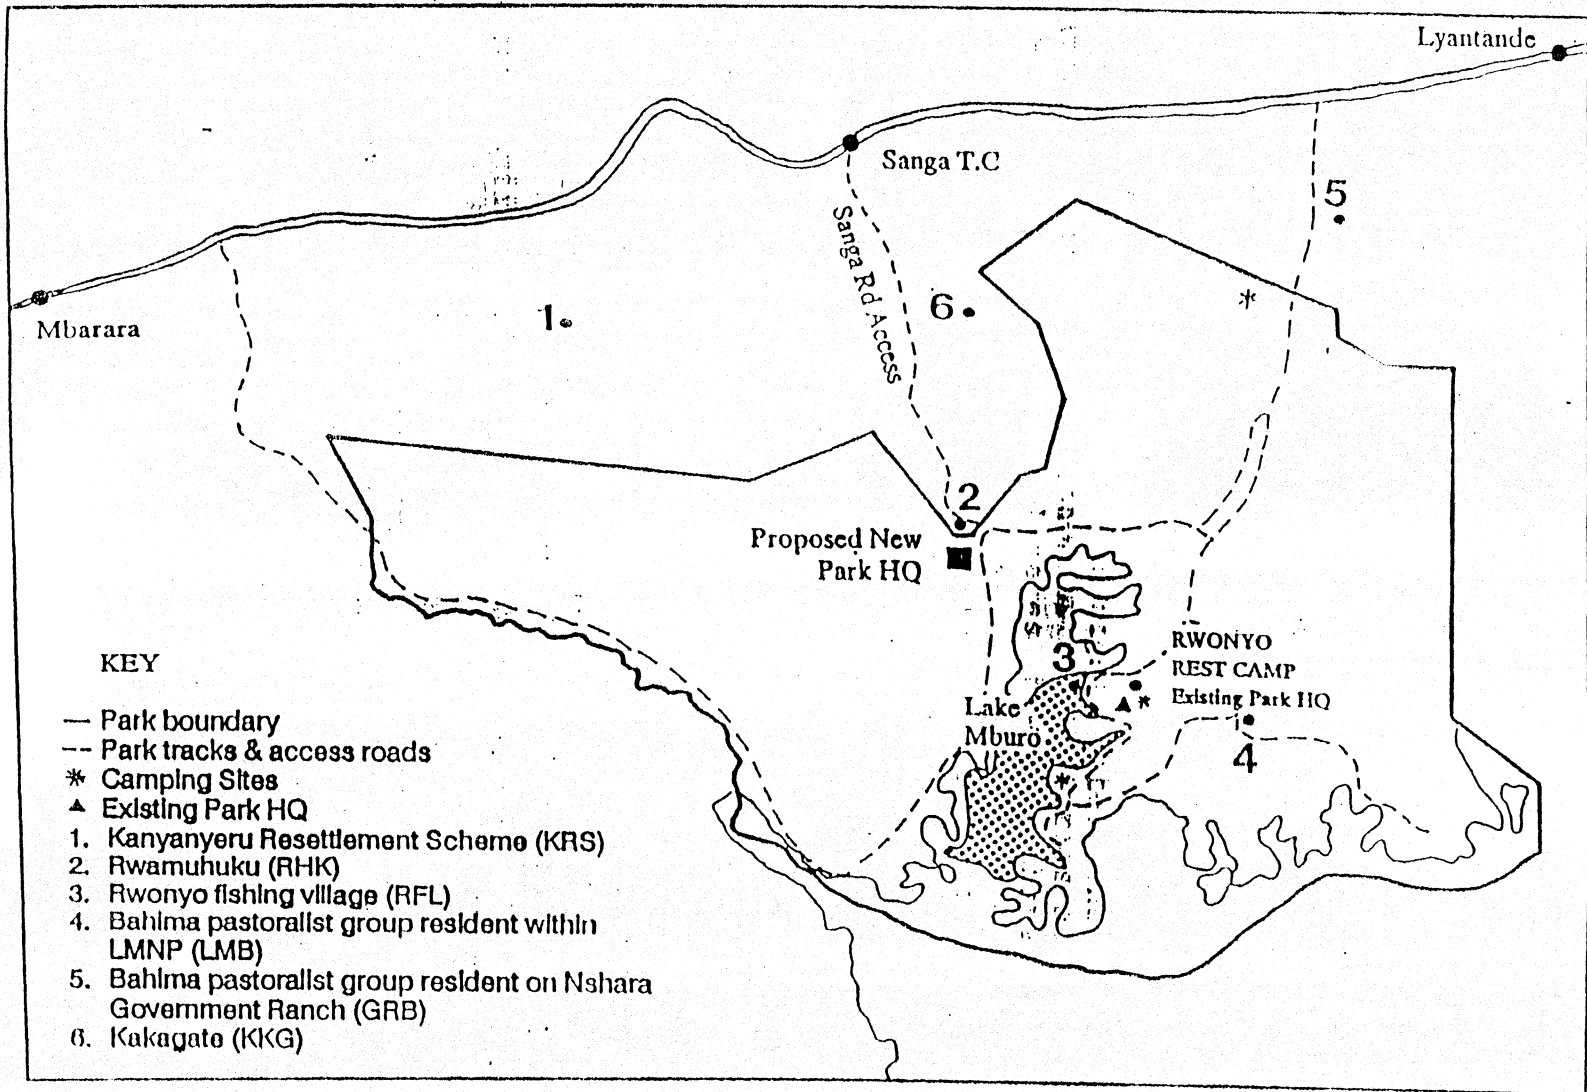 Lyantande
Sanga T.C
5
Sanga Rd Access
6
1
Mbarara
2
Proposed New
Park HQ
3
RWONYO
REST CAMP
Existing Park HQ
Lake
Mburo
4
KEY
Park boundary
Park tracks & access roads
Camping Sites
Existing Park HQ
1. Kanyanyeru Resettlement Scheme (KRS)
2. Rwamuhuku (RHK)
3. Rwonyo fishing village (RFL)
4. Bahima pastoralist group resident within
LMNP (LMB)
5. Bahima pastoralist group resident on Nshara
Government Ranch (GRB)
6. Kakagate (KKG)